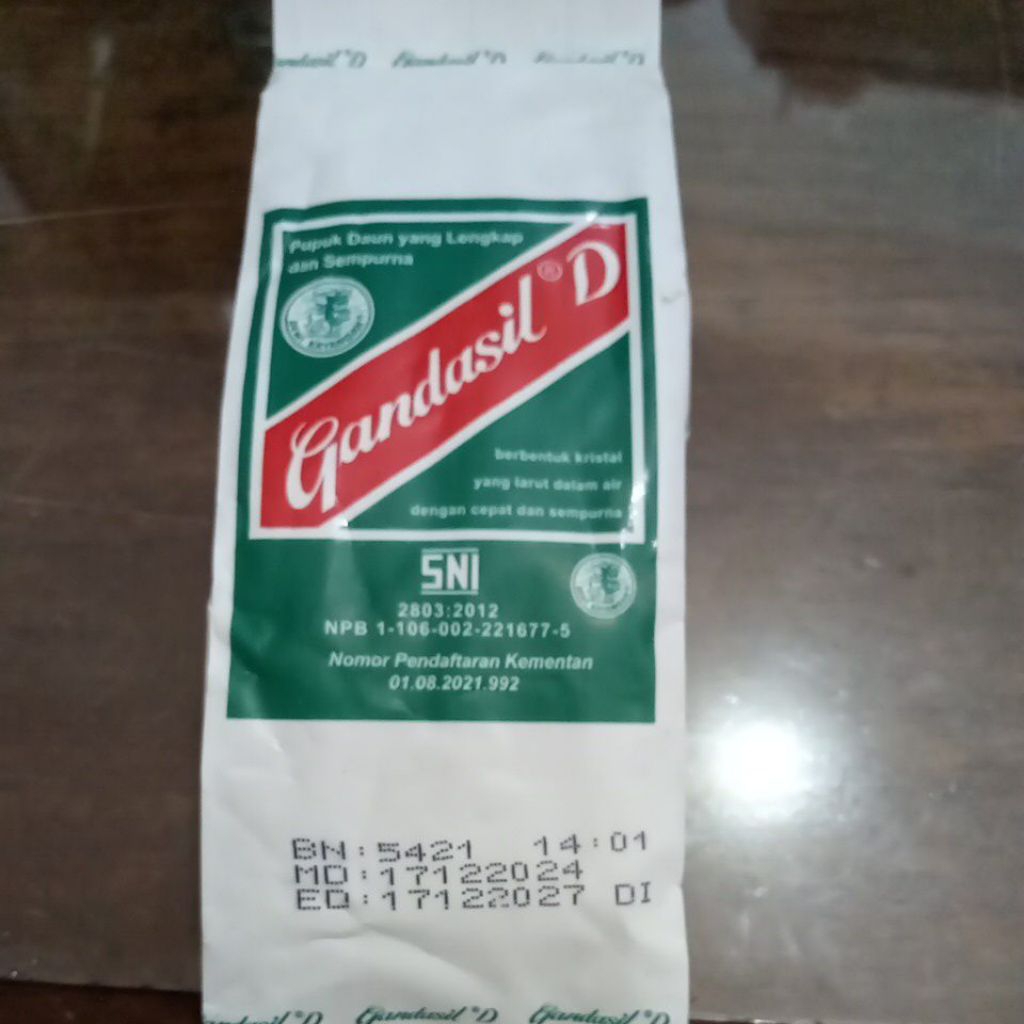 Gandasil ® D Gandasil ® D Gandasil ® D
Pupuk Daun yang Lengkap
dan Sempurna
Gandasil ® D
berbentuk kristal
yang larut dalam air
dengan cepat dan sempurna
SNI
2803:2012
NPB 1-106-002-221677-5
Nomor Pendaftaran Kementan
01.08.2021.992
BN:5421 14:01
MD:17122024
ED:17122027 DI
Gandasil ® D Gandasil ® D Gandasil ® D